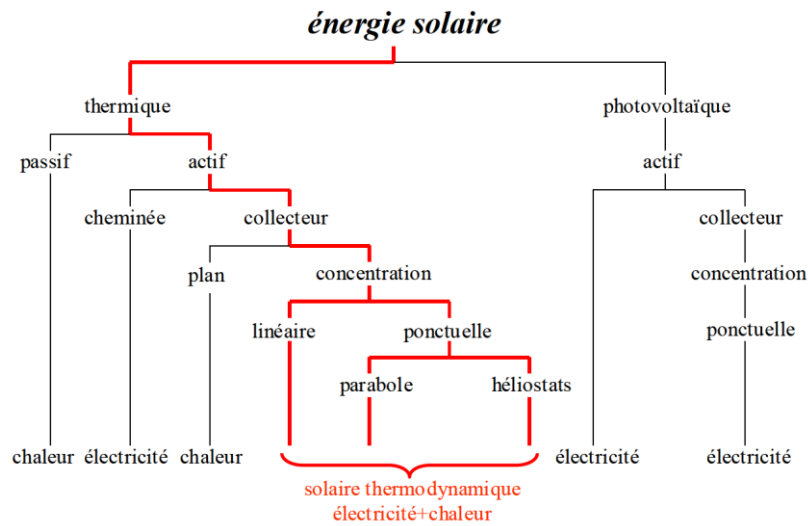 énergie solaire
thermique photovoltaïque
passif actif actif
cheminée collecteur collecteur
plan concentration concentration
linéaire ponctuelle ponctuelle
parabole héliostats
chaleur électricité chaleur électricité électricité
solaire thermodynamique
électricité+chaleur